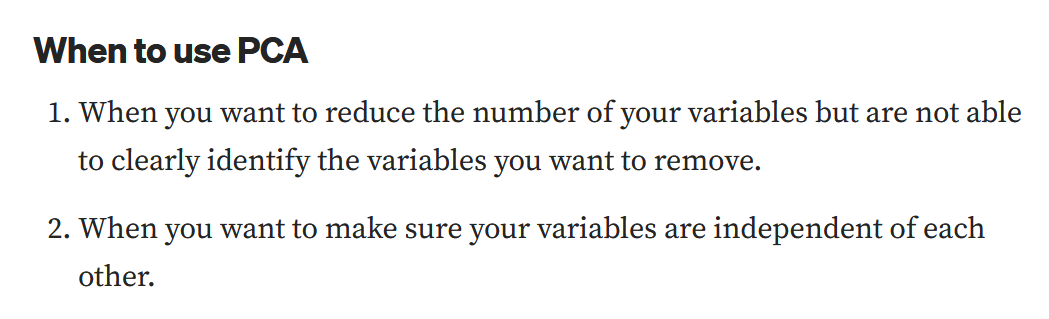 When to use PCA
1. When you want to reduce the number of your variables but are not able
to clearly identify the variables you want to remove.
2. When you want to make sure your variables are independent of each
other.